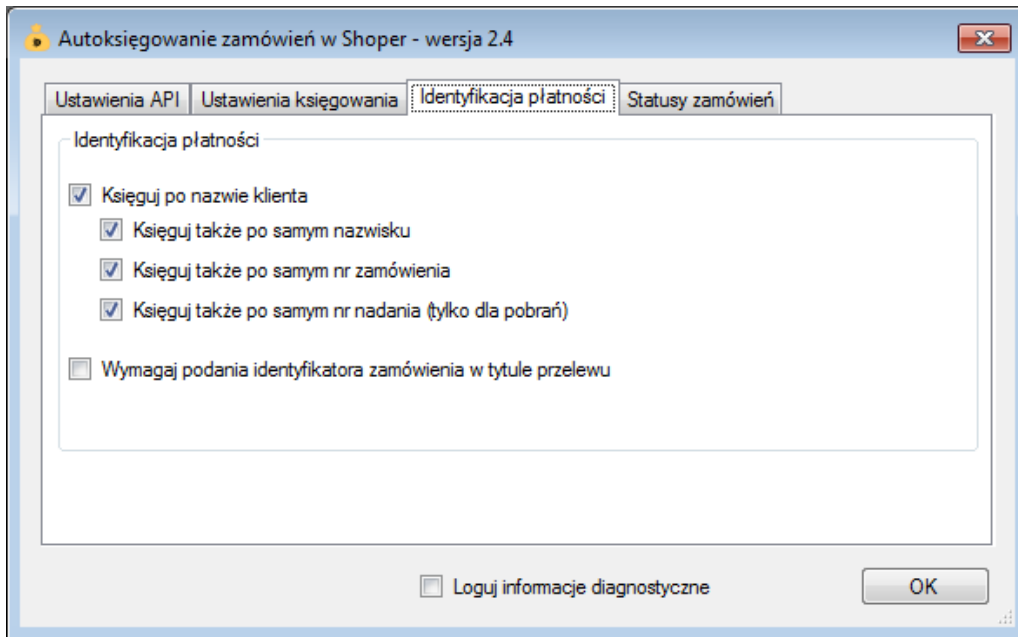 Autoksięgowanie zamówień w Shoper - wersja 2.4
Ustawienia API Ustawienia księgowania Identyfikacja płatności Statusy zamówień
Identyfikacja płatności
Księguj po nazwie klienta
Księguj także po samym nazwisku
Księguj także po samym nr zamówienia
Księguj także po samym nr nadania (tylko dla pobrań)
Wymagaj podania identyfikatora zamówienia w tytule przelewu
Loguj informacje diagnostyczne OK